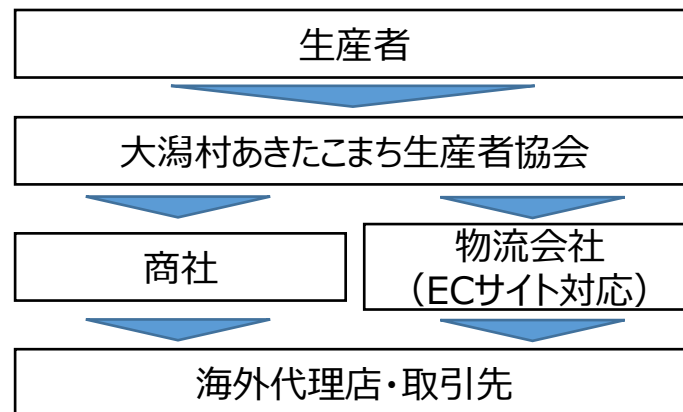 生産者
大潟村あきたこまち生産者協会
商社
物流会社
（ECサイト対応）
海外代理店・取引先